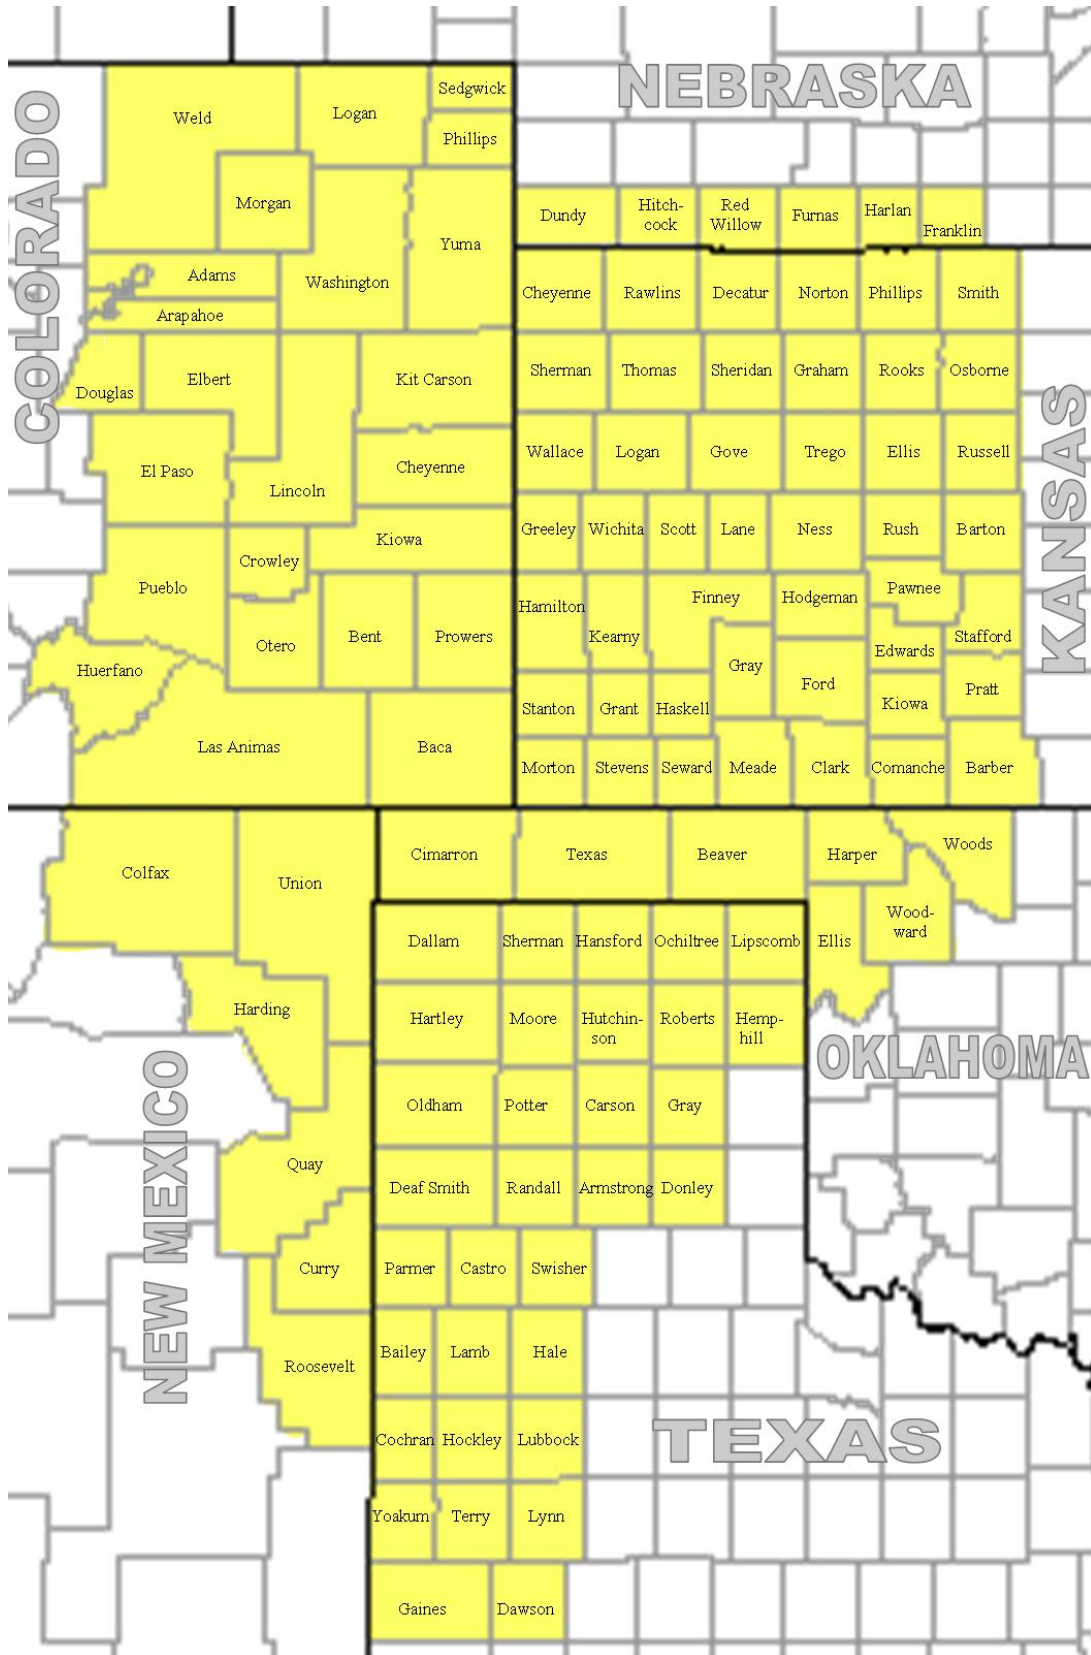 NEBRASKA
COLORADO
Sedgwick
Logan
Weld
Phillips
Morgan
Yuma
Adams
Washington
Arapahoe
Elbert
Kit Carson
Douglas
Cheyenne
El Paso
Lincoln
Kiowa
Crowley
Pueblo
Bent
Prowers
Otero
Huerfano
Las Animas
Baca
Dundy
Hitch-
cock
Red
Willow
Furnas
Harlan
Franklin
KANSAS
Cheyenne
Rawlins
Decatur
Norton
Phillips
Smith
Sherman
Thomas
Sheridan
Graham
Rooks
Osborne
Wallace
Logan
Gove
Trego
Ellis
Russell
Greeley
Wichita
Scott
Lane
Ness
Rush
Barton
Hamilton
Kearny
Finney
Hodgeman
Pawnee
Stafford
Edwards
Gray
Ford
Pratt
Kiowa
Stanton
Grant
Haskell
Morton
Stevens
Seward
Meade
Clark
Comanche
Barber
Colfax
Union
Harding
NEW MEXICO
Quay
Curry
Roosevelt
Cimarron
Texas
Beaver
Harper
Woods
Wood-
ward
Ellis
OKLAHOMA
Dallam
Sherman
Hansford
Ochiltree
Lipscomb
Hartley
Moore
Hutchin-
son
Roberts
Hemp-
hill
Oldham
Potter
Carson
Gray
Deaf Smith
Randall
Armstrong
Donley
Parmer
Castro
Swisher
Bailey
Lamb
Hale
TEXAS
Cochran
Hockley
Lubbock
Yoakum
Terry
Lynn
Gaines
Dawson